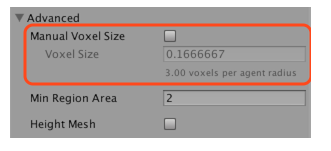 Advanced
Manual Voxel Size
Voxel Size 0.1666667
3.00 voxels per agent radius
Min Region Area 2
Height Mesh